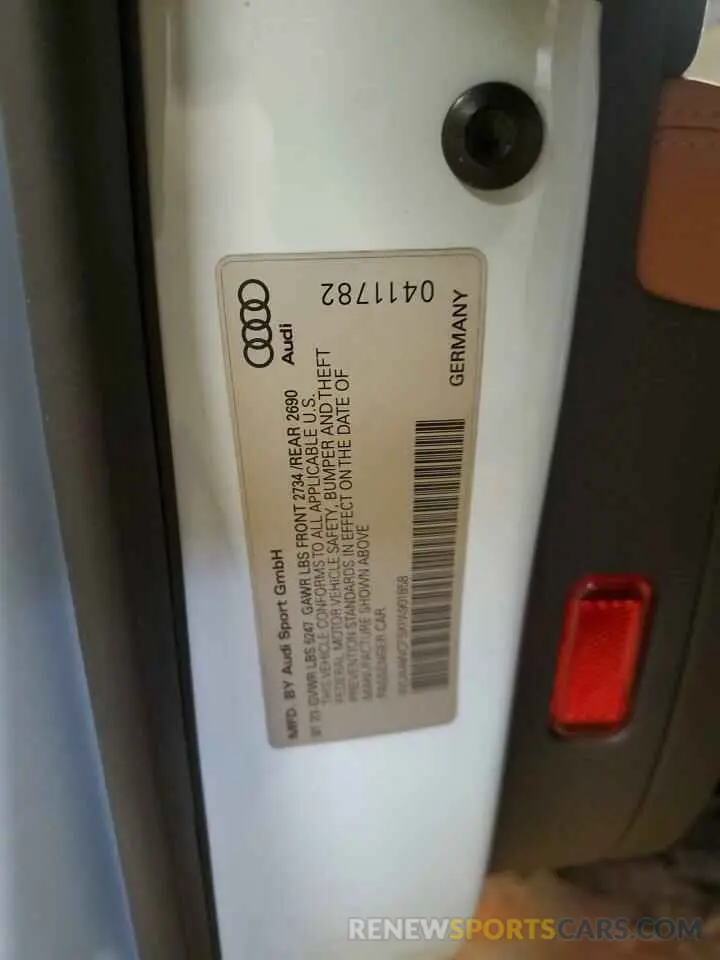 0411782
Audi
GERMANY
MFD. BY Audi Sport GmbH
GVWR LBS 5247 GAWR LBS FRONT 2734/REAR 2690
THIS VEHICLE CONFORMS TO ALL APPLICABLE U.S.
FEDERAL MOTOR VEHICLE SAFETY, BUMPER AND THEFT
PREVENTION STANDARDS IN EFFECT ON THE DATE OF
MANUFACTURE SHOWN ABOVE
PASSENGER CAR
RENEWSPORTSCARS.COM